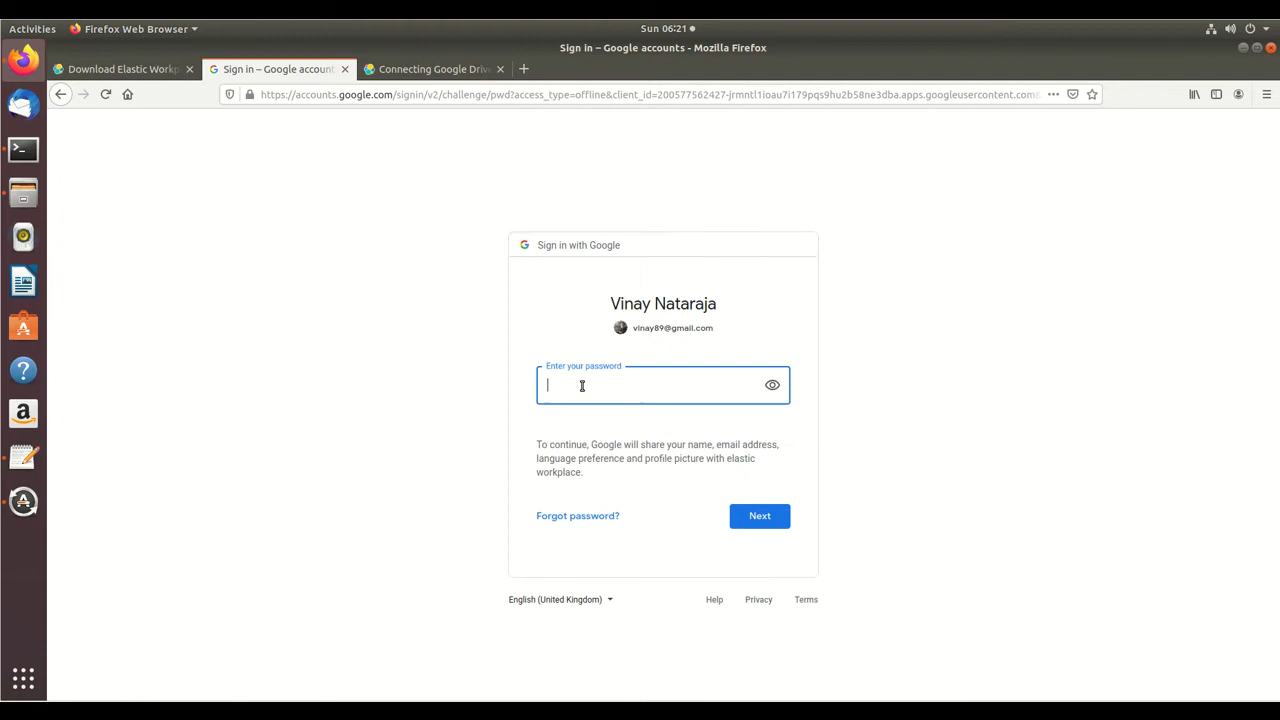 Activities
Firefox Web Browser
Sun 06:21
Sign in – Google accounts - Mozilla Firefox
Download Elastic Workp
Sign in – Google account
Connecting Google Driv
https://accounts.google.com/signin/v2/challenge/pwd?access_type=offline&client_id=200577562427-jrmntl1ioau7i179pqs9hu2b58ne3dba.apps.googleusercontent.com&
Sign in with Google
Vinay Nataraja
vinay89@gmail.com
Enter your password
To continue, Google will share your name, email address,
language preference and profile picture with elastic
workplace.
Forgot password?
Next
English (United Kingdom)
Help
Privacy
Terms